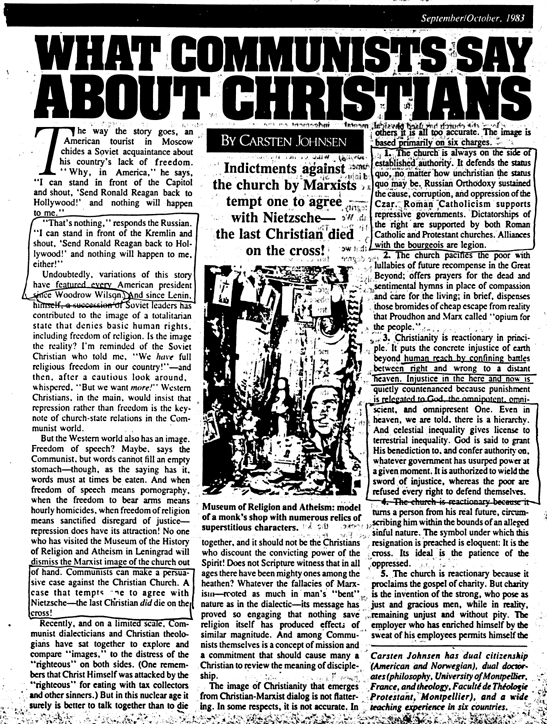 September/October, 1983
WHAT COMMUNISTS SAY
ABOUT CHRISTIANS
The way the story goes, an
American tourist in Moscow
chides a Soviet acquaintance about
his country's lack of freedom.
"Why, in America," he says,
"I can stand in front of the Capitol
and shout, 'Send Ronald Reagan back to
Hollywood!' and nothing will happen
to me."
"That's nothing," responds the Russian.
"I can stand in front of the Kremlin and
shout, 'Send Ronald Reagan back to Hol-
lywood!' and nothing will happen to me,
either!"
Undoubtedly, variations of this story
have featured every American president
since Woodrow Wilson. And since Lenin
himself, a succession of Soviet leaders has
contributed to the image of a totalitarian
state that denies basic human rights,
including freedom of religion. Is the image
the reality? I'm reminded of the Soviet
Christian who told me, "We have full
religious freedom in our country!"—and
then, after a cautious look around,
whispered, "But we want more!" Western
Christians, in the main, would insist that
repression rather than freedom is the key-
note of church-state relations in the Com-
munist world.
But the Western world also has an image.
Freedom of speech? Maybe, says the
Communist, but words cannot fill an empty
stomach—though, as the saying has it,
words must at times be eaten. And when
freedom of speech means pornography,
when the freedom to bear arms means
hourly homicides, when freedom of religion
means sanctified disregard of justice—
repression does have its attraction! No one
who has visited the Museum of the History
of Religion and Atheism in Leningrad will
dismiss the Marxist image of the church out
of hand. Communists can make a persua-
sive case against the Christian Church. A
case that tempts one to agree with
Nietzsche—the last Christian did die on the
cross!
Recently, and on a limited scale, Com-
munist dialecticians and Christian theolo-
gians have sat together to explore and
compare "images," to the distress of the
"righteous" on both sides. (One remem-
bers that Christ Himself was attacked by the
"righteous" for eating with tax collectors
and other sinners.) But in this nuclear age it
surely is better to talk together than to die
BY CARSTEN JOHNSEN
Indictments against
the church by Marxists
tempt one to agree
with Nietzsche—
the last Christian died
on the cross!
Museum of Religion and Atheism: model
of a monk's shop with numerous relics of
superstitious characters.
together, and it should not be the Christians
who discount the convicting power of the
Spirit! Does not Scripture witness that in all
ages there have been mighty ones among the
heathen? Whatever the fallacies of Marx-
ism—rooted as much in man's "bent"
nature as in the dialectic—its message has
proved so engaging that nothing save
religion itself has produced effects of
similar magnitude. And among Commu-
nists themselves is a concept of mission and
a commitment that should cause many a
Christian to review the meaning of disciple-
ship.
The image of Christianity that emerges
from Christian-Marxist dialog is not flatter-
ing. In some respects, it is not accurate. In
others it is all too accurate. The image is
based primarily on six charges.
1. The church is always on the side of
established authority. It defends the status
quo, no matter how unchristian the status
quo may be. Russian Orthodoxy sustained
the cause, corruption, and oppression of the
Czar. Roman Catholicism supports
repressive governments. Dictatorships of
the right are supported by both Roman
Catholic and Protestant churches. Alliances
with the bourgeois are legion.
2. The church pacifies the poor with
lullabies of future recompense in the Great
Beyond; offers prayers for the dead and
sentimental hymns in place of compassion
and care for the living; in brief, dispenses
those bromides of cheap escape from reality
that Proudhon and Marx called "opium for
the people."
3. Christianity is reactionary in princi-
ple. It puts the concrete injustice of earth
beyond human reach by confining battles
between right and wrong to a distant
heaven. Injustice in the here and now is
quietly countenanced because punishment
is relegated to God, the omnipotent, omni-
scient, and omnipresent One. Even in
heaven, we are told, there is a hierarchy.
And celestial inequality gives license to
terrestrial inequality. God is said to grant
His benediction to, and confer authority on,
whatever government has usurped power at
a given moment. It is authorized to wield the
sword of injustice, whereas the poor are
refused every right to defend themselves.
4. The church is reactionary because it
turns a person from his real future, circum-
scribing him within the bounds of an alleged
sinful nature. The symbol under which this
resignation is preached is eloquent: It is the
cross. Its ideal is the patience of the
oppressed.
5. The church is reactionary because it
proclaims the gospel of charity. But charity
is the invention of the strong, who pose as
just and gracious men, while in reality,
remaining unjust and without pity. The
employer who has enriched himself by the
sweat of his employees permits himself the
Carsten Johnsen has dual citizenship
(American and Norwegian), dual doctor-
ates (philosophy, University of Montpellier,
France, and theology, Faculté de Théologie
Protestant, Montpellier), and a wide
teaching experience in six countries.